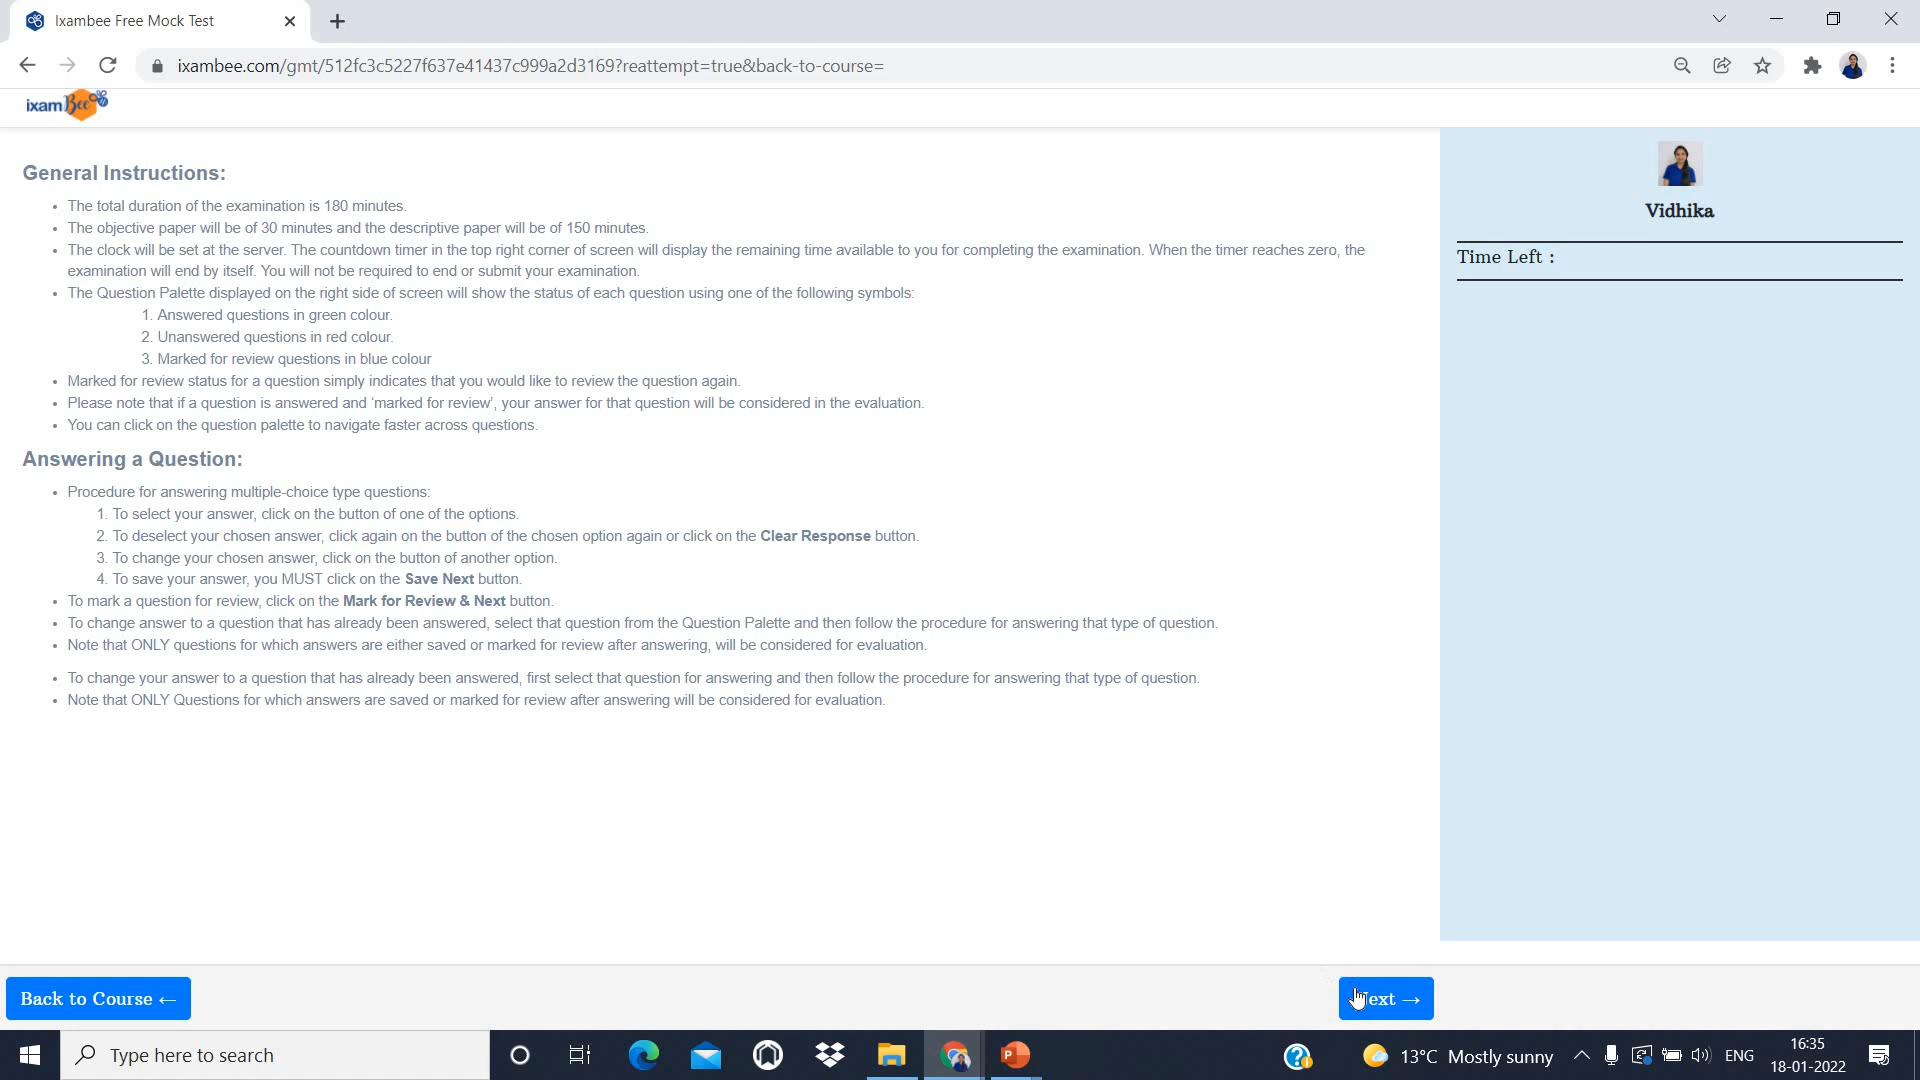 Ixambee Free Mock Test
ixambee.com/gmt/512fc3c5227f637e41437c999a2d3169?reattempt=true&back-to-course=
ixamBee
General Instructions:
• The total duration of the examination is 180 minutes.
• The objective paper will be of 30 minutes and the descriptive paper will be of 150 minutes.
• The clock will be set at the server. The countdown timer in the top right corner of screen will display the remaining time available to you for completing the examination. When the timer reaches zero, the
examination will end by itself. You will not be required to end or submit your examination.
• The Question Palette displayed on the right side of screen will show the status of each question using one of the following symbols:
1. Answered questions in green colour.
2. Unanswered questions in red colour.
3. Marked for review questions in blue colour
• Marked for review status for a question simply indicates that you would like to review the question again.
• Please note that if a question is answered and ‘marked for review’, your answer for that question will be considered in the evaluation.
• You can click on the question palette to navigate faster across questions.
Answering a Question:
• Procedure for answering multiple-choice type questions:
1. To select your answer, click on the button of one of the options.
2. To deselect your chosen answer, click again on the button of the chosen option again or click on the Clear Response button.
3. To change your chosen answer, click on the button of another option.
4. To save your answer, you MUST click on the Save Next button.
• To mark a question for review, click on the Mark for Review & Next button.
• To change answer to a question that has already been answered, select that question from the Question Palette and then follow the procedure for answering that type of question.
• Note that ONLY questions for which answers are either saved or marked for review after answering, will be considered for evaluation.
• To change your answer to a question that has already been answered, first select that question for answering and then follow the procedure for answering that type of question.
• Note that ONLY Questions for which answers are saved or marked for review after answering will be considered for evaluation.
Vidhika
Time Left :
Back to Course ←
Next →
Type here to search
13°C Mostly sunny
ENG
16:35
18-01-2022